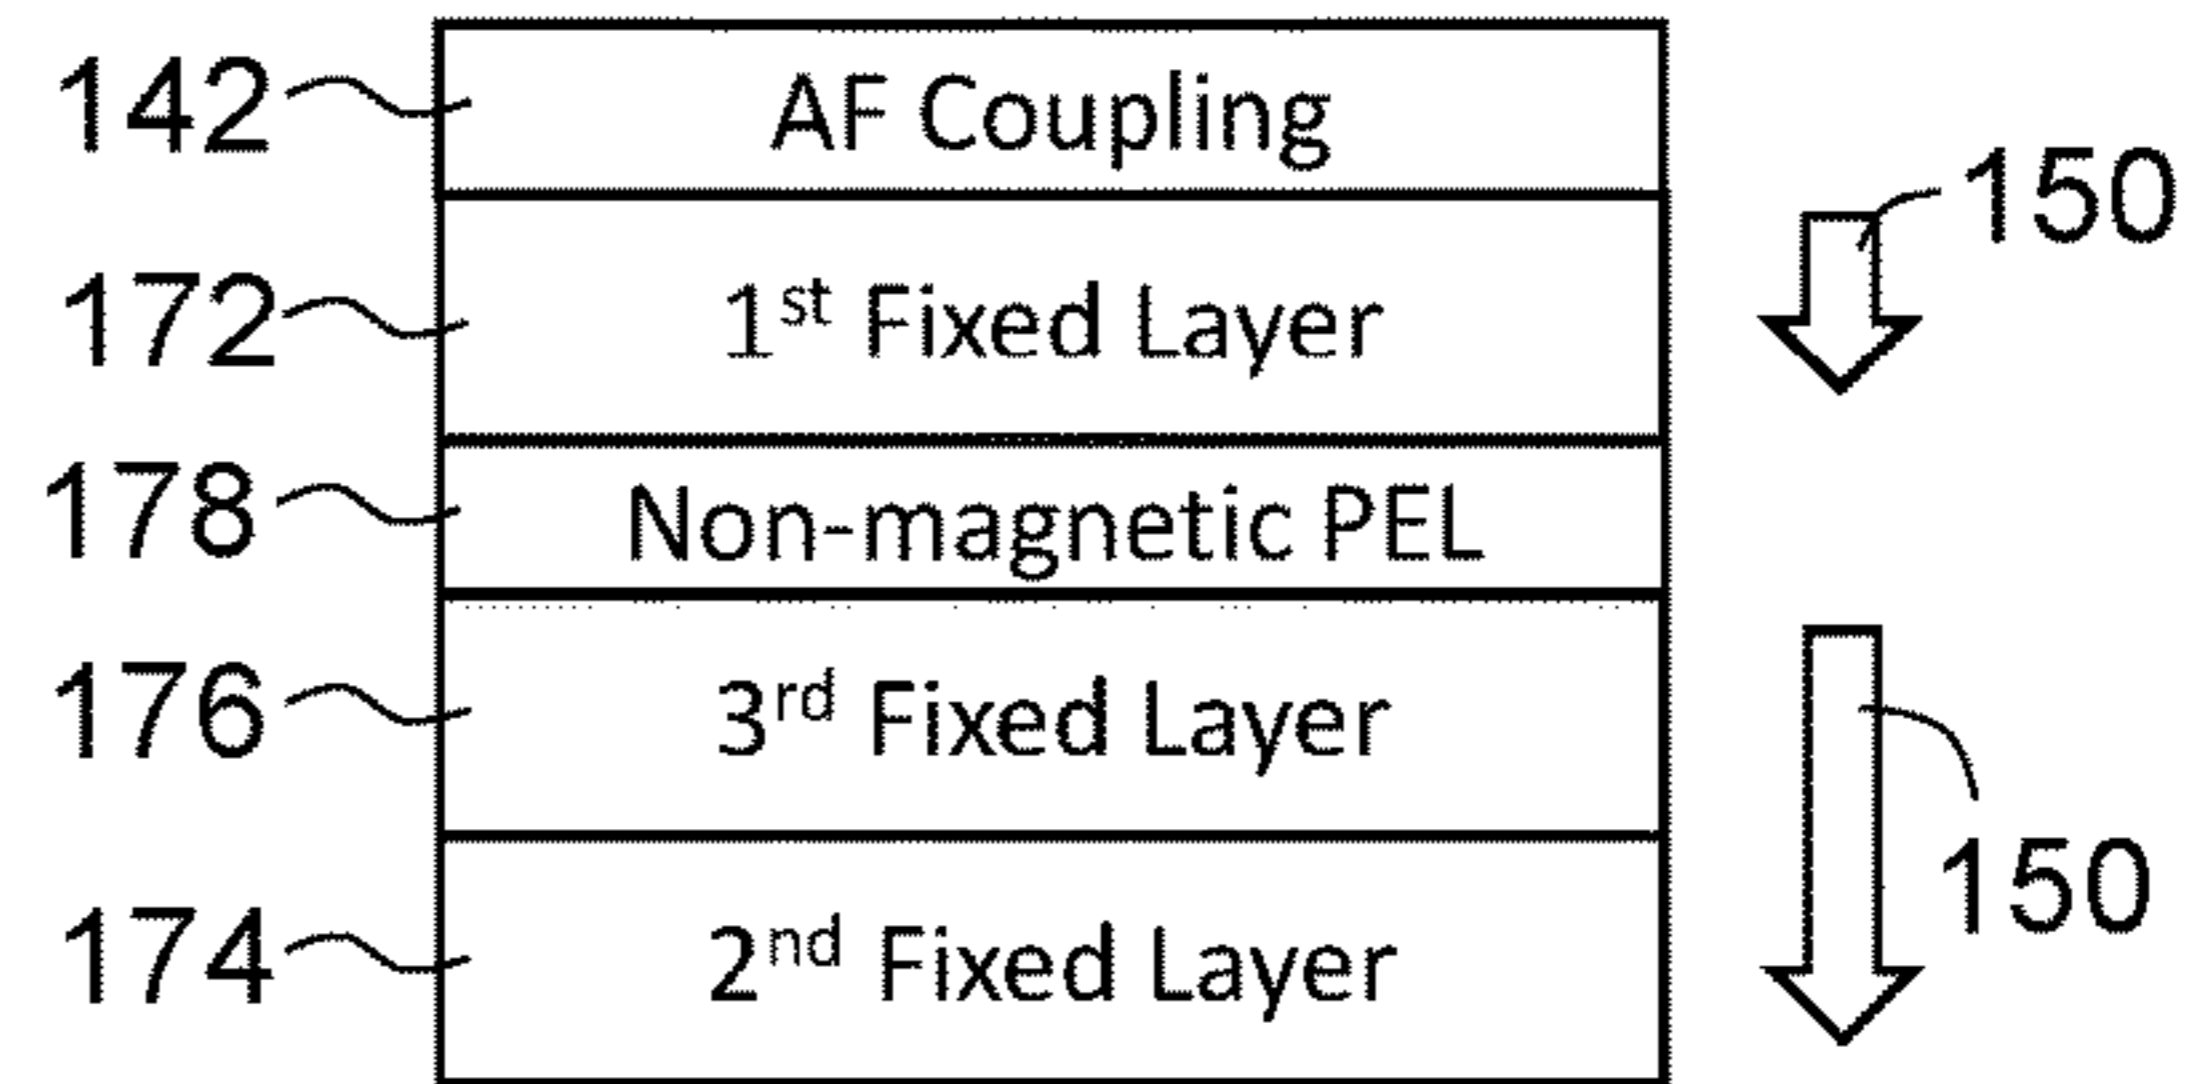 142 AF Coupling
150
172 1st Fixed Layer
178 Non-magnetic PEL
176 3rd Fixed Layer
150
174 2nd Fixed Layer